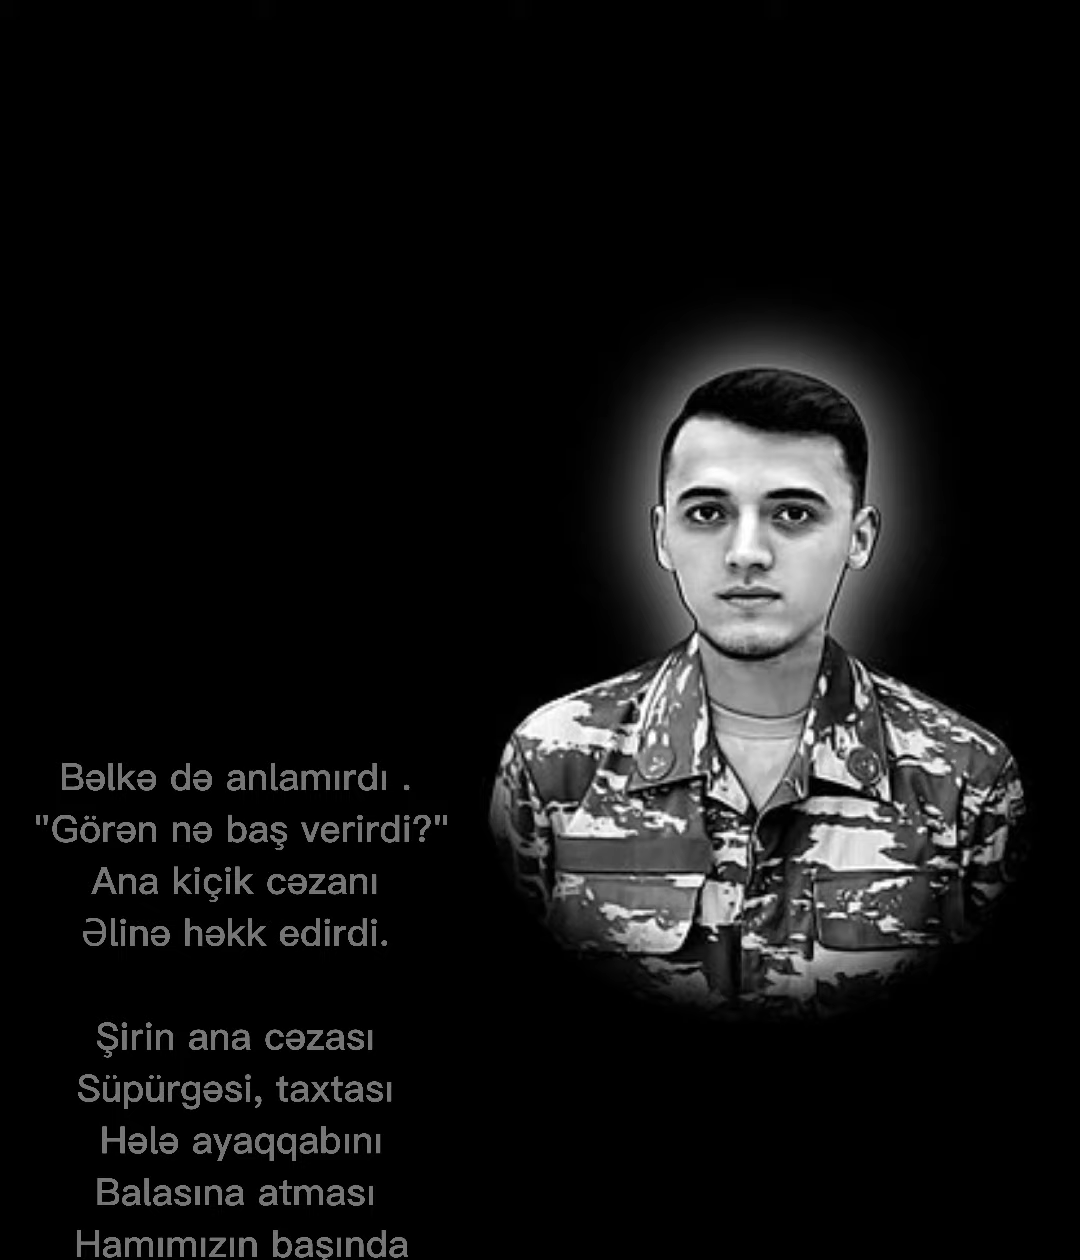 Bəlkə də anlamırdı .
"Görən nə baş verirdi?"
Ana kiçik cəzanı
Əlinə həkk edirdi.
Şirin ana cəzası
Süpürgəsi, taxtası
Hələ ayaqqabını
Balasına atması
Hamımızın başında